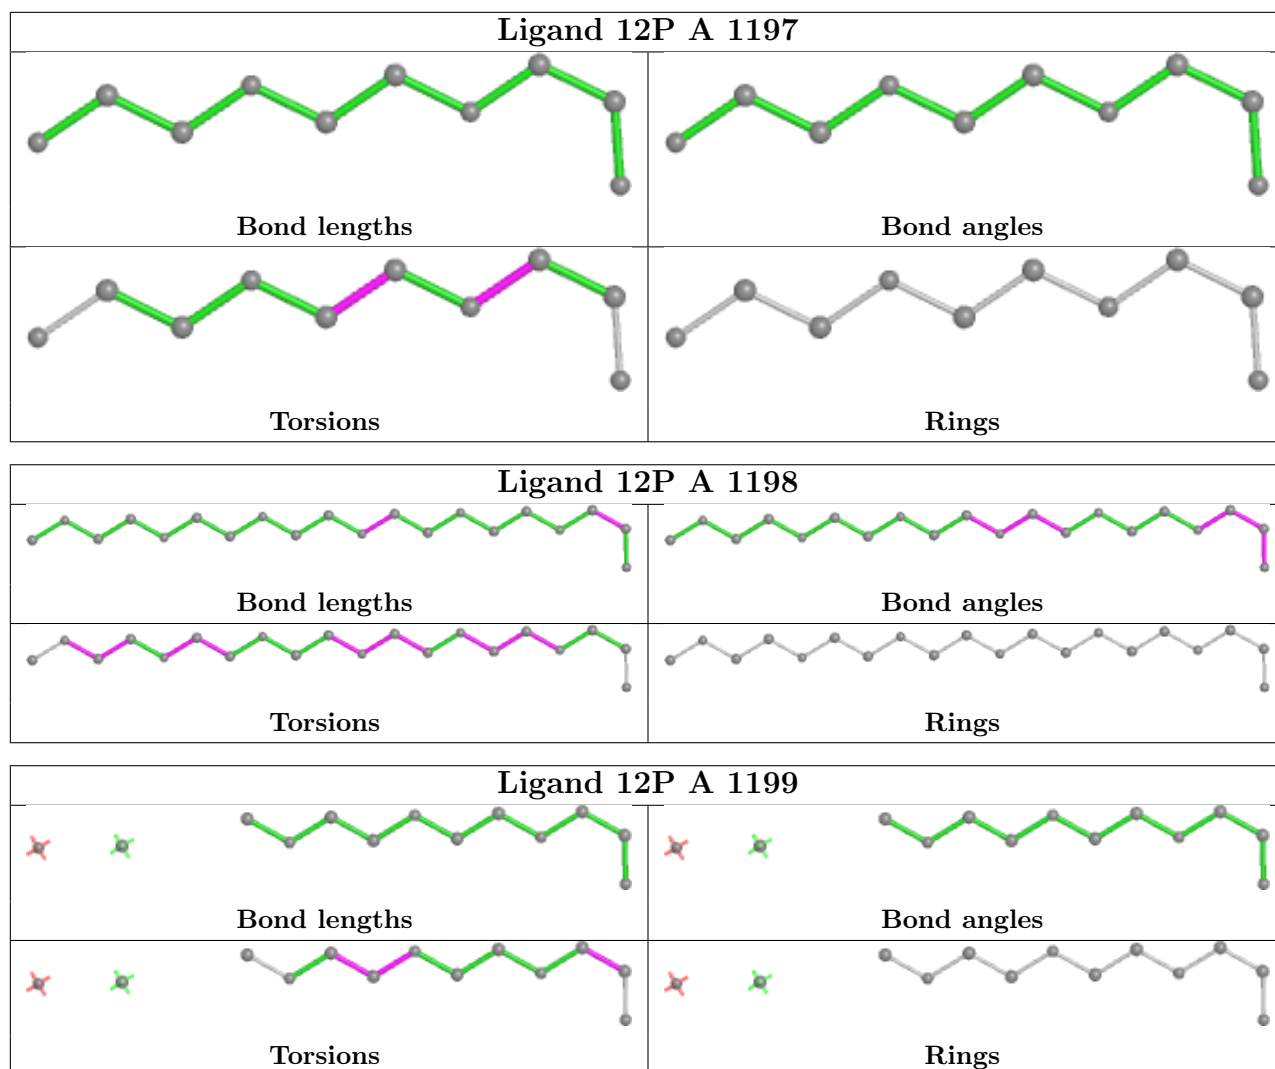 Ligand 12P A 1197
Bond lengths
Bond angles
Torsions
Rings
Ligand 12P A 1198
Bond lengths
Bond angles
Torsions
Rings
Ligand 12P A 1199
Bond lengths
Bond angles
Torsions
Rings